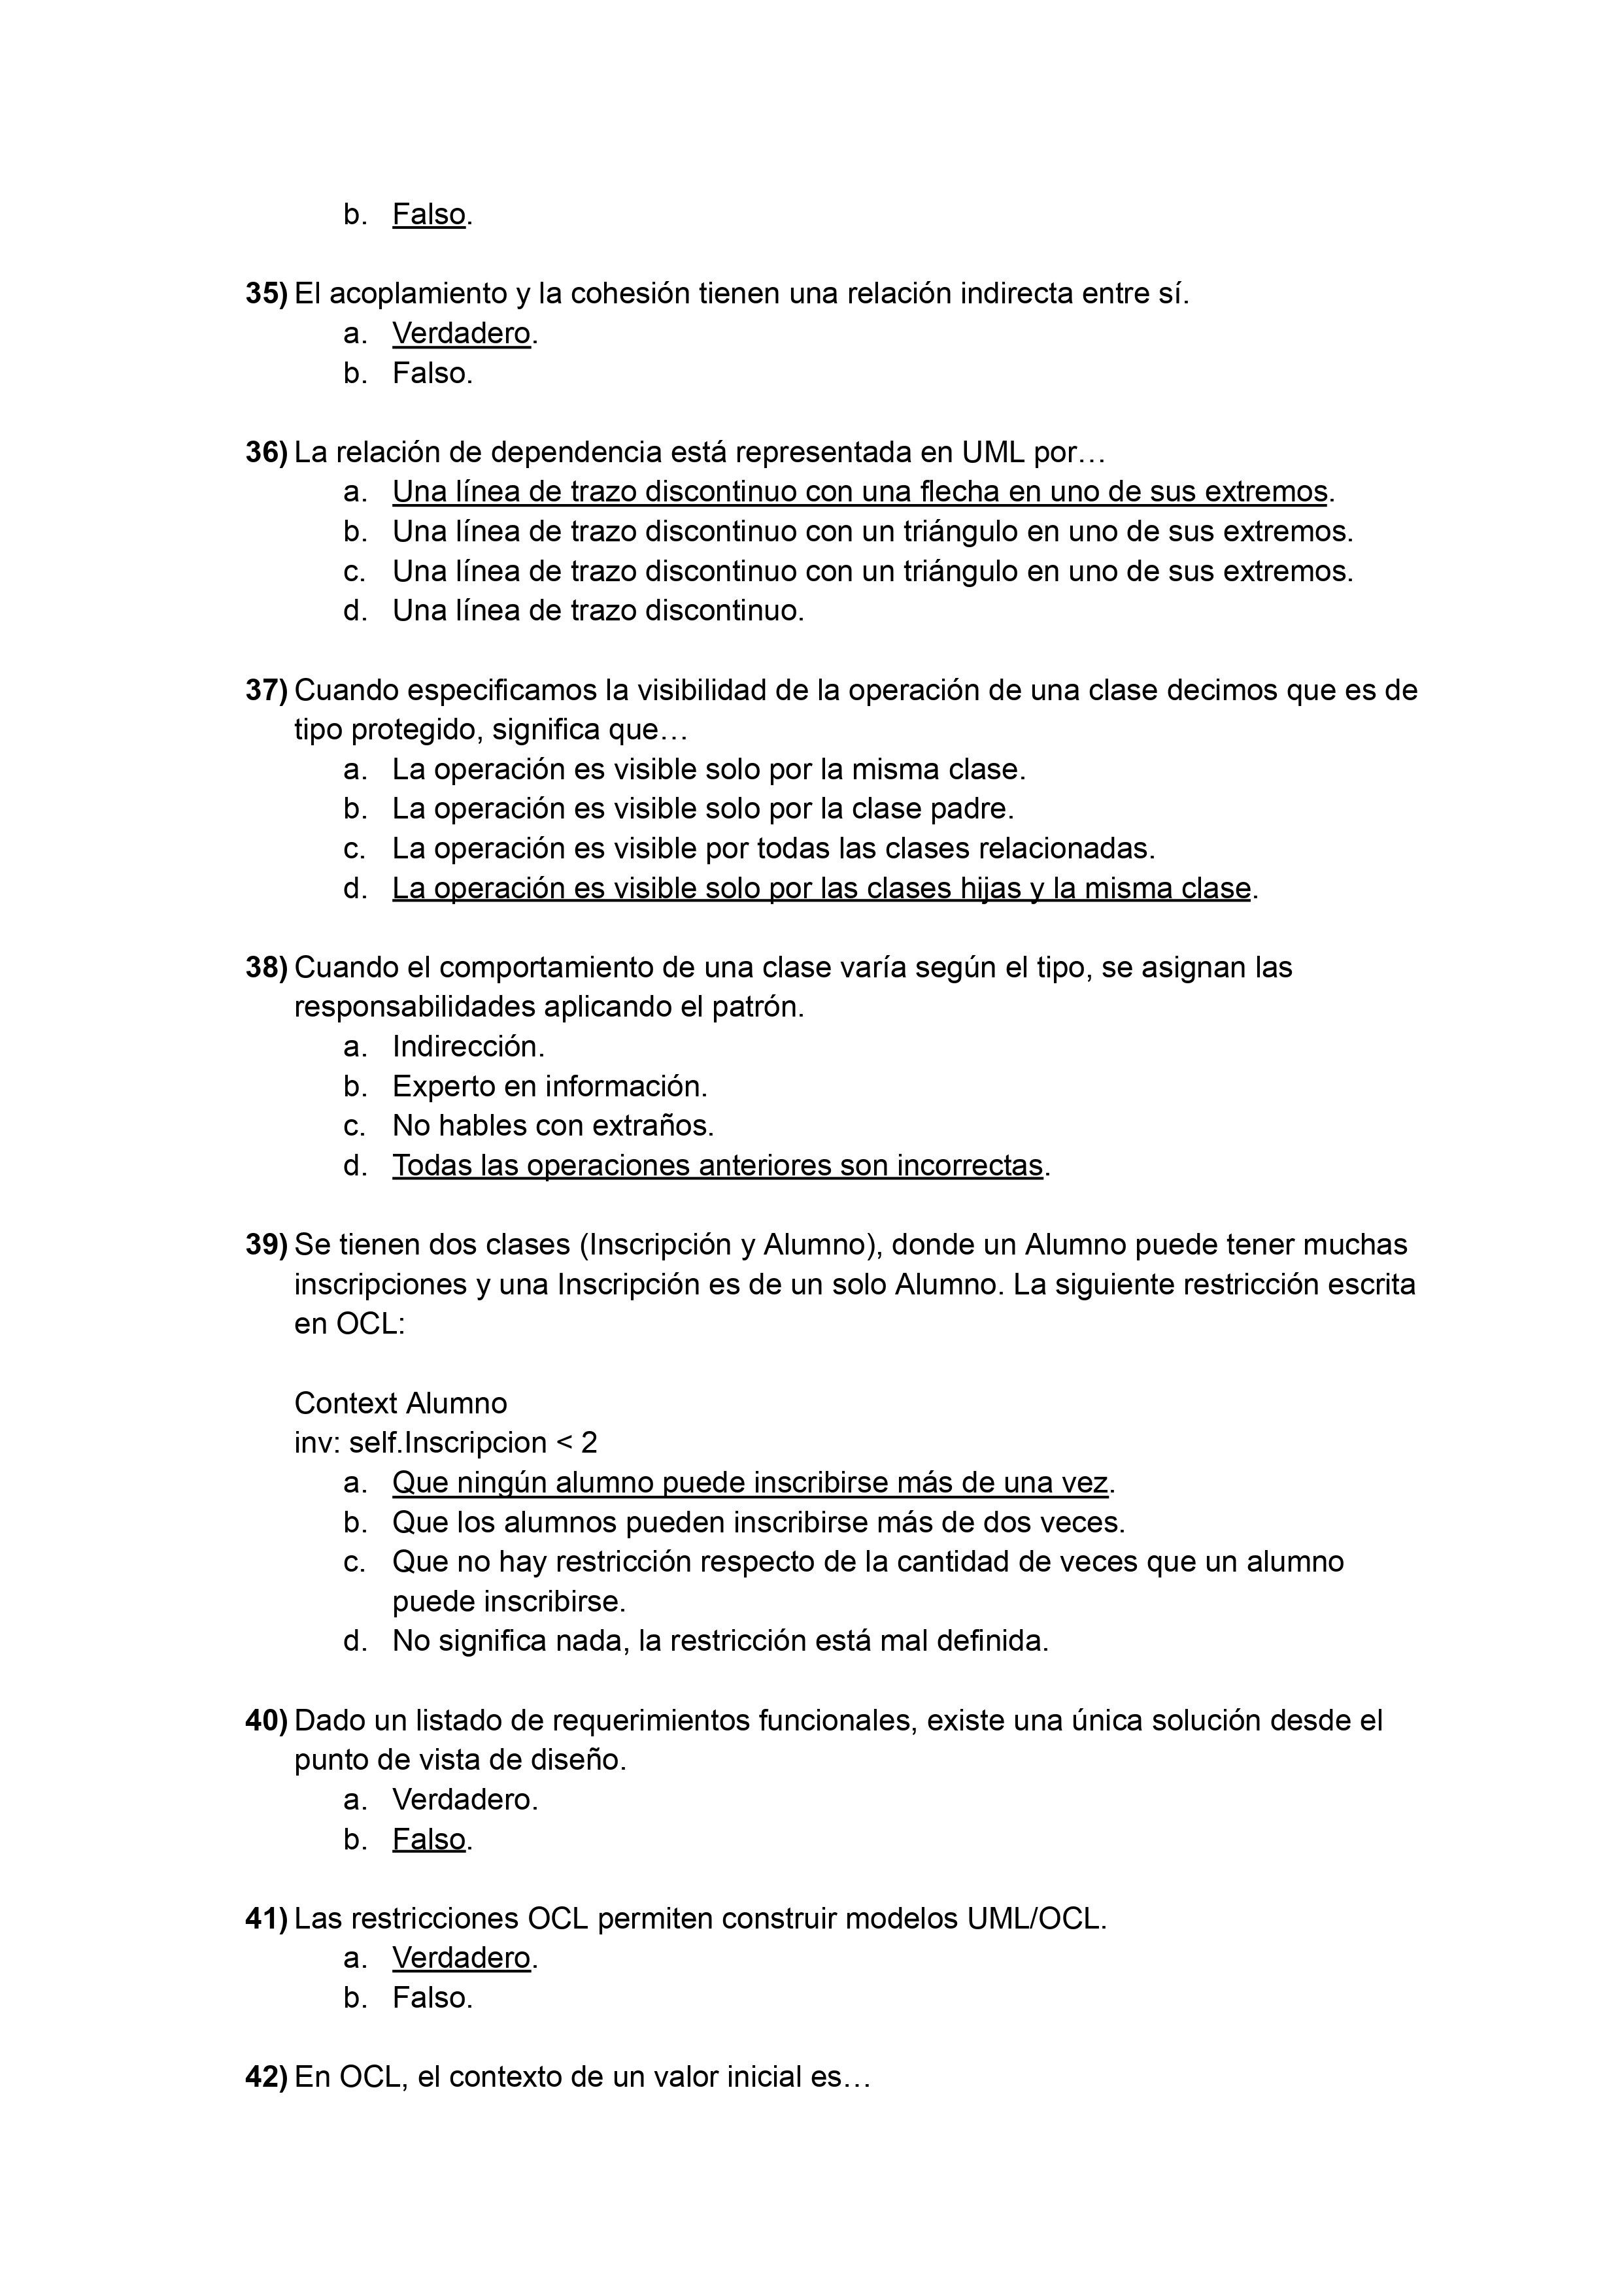 b. Falso.
35) El acoplamiento y la cohesión tienen una relación indirecta entre sí.
a. Verdadero.
b. Falso.
36) La relación de dependencia está representada en UML por…
a. Una línea de trazo discontinuo con una flecha en uno de sus extremos.
b. Una línea de trazo discontinuo con un triángulo en uno de sus extremos.
c. Una línea de trazo discontinuo con un triángulo en uno de sus extremos.
d. Una línea de trazo discontinuo.
37) Cuando especificamos la visibilidad de la operación de una clase decimos que es de
tipo protegido, significa que…
a. La operación es visible solo por la misma clase.
b. La operación es visible solo por la clase padre.
c. La operación es visible por todas las clases relacionadas.
d. La operación es visible solo por las clases hijas y la misma clase.
38) Cuando el comportamiento de una clase varía según el tipo, se asignan las
responsabilidades aplicando el patrón.
a. Indirección.
b. Experto en información.
c. No hables con extraños.
d. Todas las operaciones anteriores son incorrectas.
39) Se tienen dos clases (Inscripción y Alumno), donde un Alumno puede tener muchas
inscripciones y una Inscripción es de un solo Alumno. La siguiente restricción escrita
en OCL:
Context Alumno
inv: self.Inscripcion < 2
a. Que ningún alumno puede inscribirse más de una vez.
b. Que los alumnos pueden inscribirse más de dos veces.
c. Que no hay restricción respecto de la cantidad de veces que un alumno
puede inscribirse.
d. No significa nada, la restricción está mal definida.
40) Dado un listado de requerimientos funcionales, existe una única solución desde el
punto de vista de diseño.
a. Verdadero.
b. Falso.
41) Las restricciones OCL permiten construir modelos UML/OCL.
a. Verdadero.
b. Falso.
42) En OCL, el contexto de un valor inicial es…